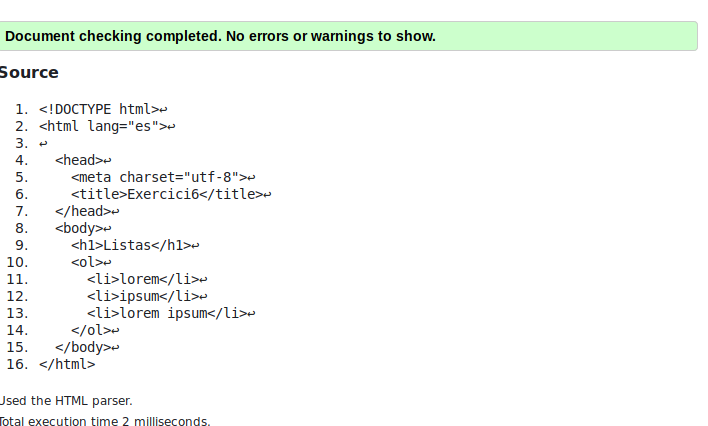 Document checking completed. No errors or warnings to show.
Source
1. <!DOCTYPE html>↩
2. <html lang="es">↩
3. ↩
4.   <head>↩
5.     <meta charset="utf-8">↩
6.     <title>Exercici6</title>↩
7.   </head>↩
8.   <body>↩
9.     <h1>Listas</h1>↩
10.     <ol>↩
11.       <li>lorem</li>↩
12.       <li>ipsum</li>↩
13.       <li>lorem ipsum</li>↩
14.     </ol>↩
15.   </body>↩
16. </html>
Used the HTML parser.
Total execution time 2 milliseconds.